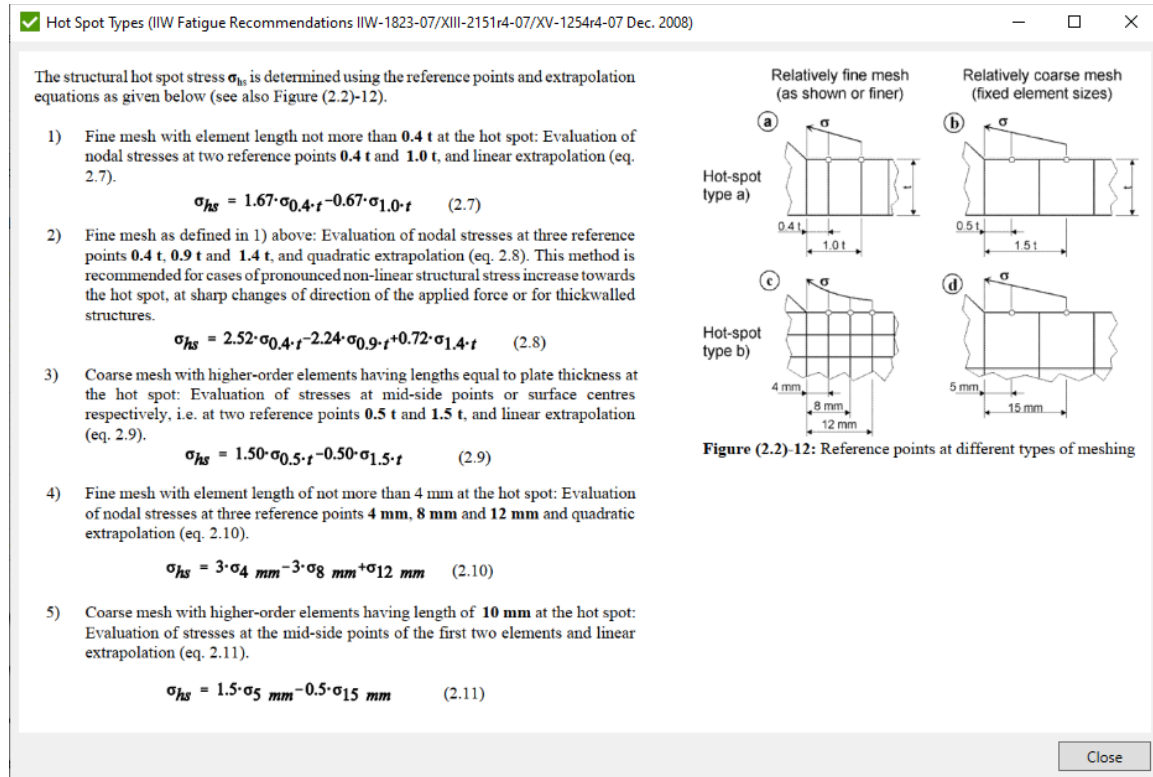 Hot Spot Types (IIW Fatigue Recommendations IIW-1823-07/XIII-2151r4-07/XV-1254r4-07 Dec. 2008)
The structural hot spot stress σhs is determined using the reference points and extrapolation
equations as given below (see also Figure (2.2)-12).
1) Fine mesh with element length not more than 0.4 t at the hot spot: Evaluation of
nodal stresses at two reference points 0.4 t and 1.0 t, and linear extrapolation (eq.
2.7).
σhs = 1.67·σ0.4·t-0.67·σ1.0·t (2.7)
2) Fine mesh as defined in 1) above: Evaluation of nodal stresses at three reference
points 0.4 t, 0.9 t and 1.4 t, and quadratic extrapolation (eq. 2.8). This method is
recommended for cases of pronounced non-linear structural stress increase towards
the hot spot, at sharp changes of direction of the applied force or for thickwalled
structures.
σhs = 2.52·σ0.4·t-2.24·σ0.9·t+0.72·σ1.4·t (2.8)
3) Coarse mesh with higher-order elements having lengths equal to plate thickness at
the hot spot: Evaluation of stresses at mid-side points or surface centres
respectively, i.e. at two reference points 0.5 t and 1.5 t, and linear extrapolation
(eq. 2.9).
σhs = 1.50·σ0.5·t-0.50·σ1.5·t (2.9)
4) Fine mesh with element length of not more than 4 mm at the hot spot: Evaluation
of nodal stresses at three reference points 4 mm, 8 mm and 12 mm and quadratic
extrapolation (eq. 2.10).
σhs = 3·σ4 mm-3·σ8 mm+σ12 mm (2.10)
5) Coarse mesh with higher-order elements having length of 10 mm at the hot spot:
Evaluation of stresses at the mid-side points of the first two elements and linear
extrapolation (eq. 2.11).
σhs = 1.5·σ5 mm-0.5·σ15 mm (2.11)
Relatively fine mesh
(as shown or finer)
Relatively coarse mesh
(fixed element sizes)
a
σ
b
σ
Hot-spot
type a)
t
t
0.4 t
1.0 t
0.5 t
1.5 t
c
σ
d
σ
Hot-spot
type b)
4 mm
8 mm
12 mm
5 mm
15 mm
Figure (2.2)-12: Reference points at different types of meshing
Close